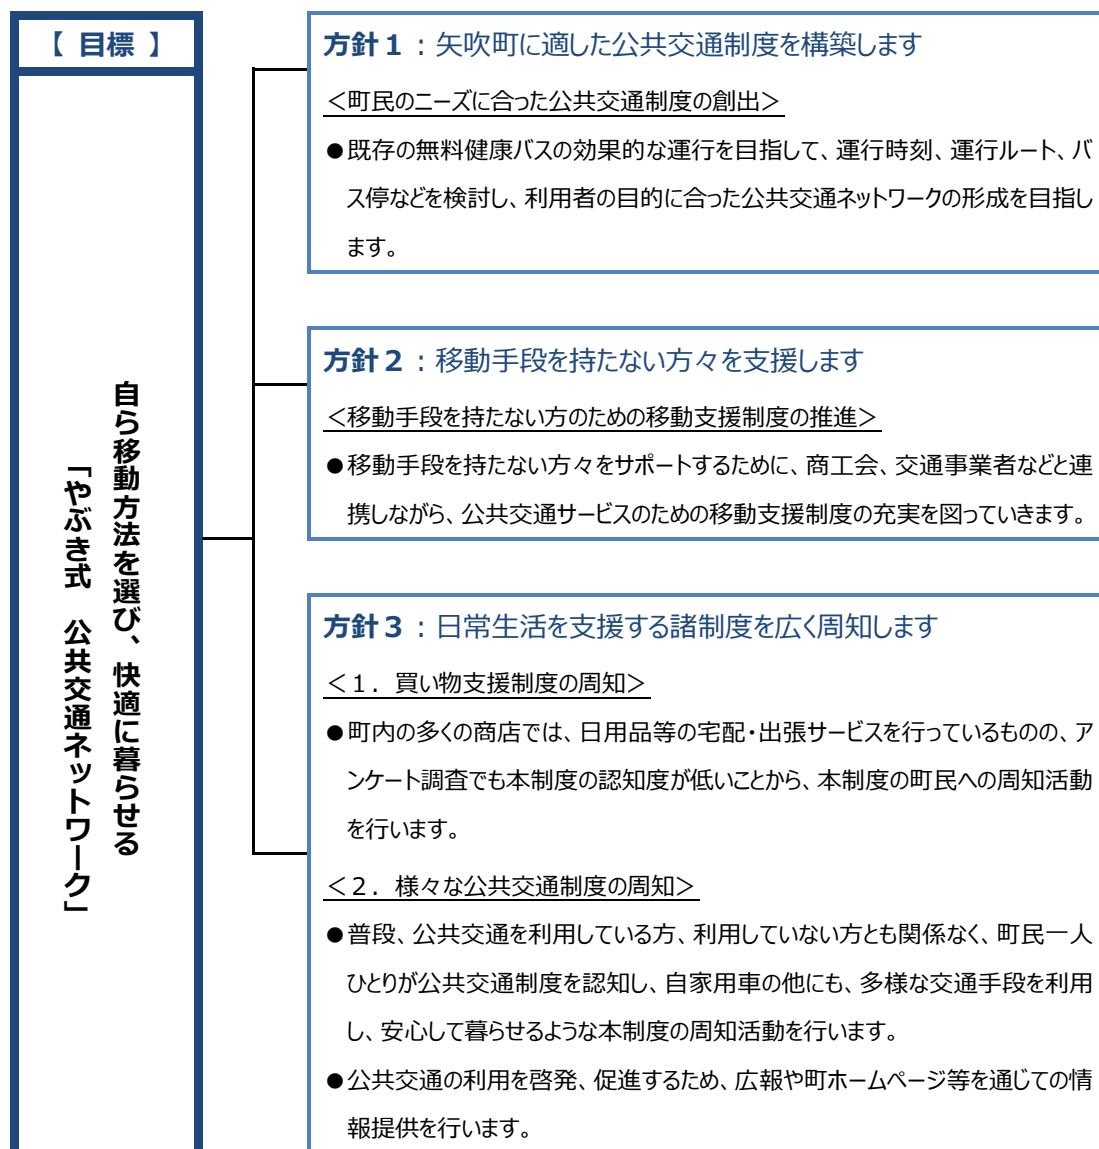 【 目標 】
自ら移動方法を選び、快適に暮らせる
「やぶき式　公共交通ネットワーク」
方針１：矢吹町に適した公共交通制度を構築します
＜町民のニーズに合った公共交通制度の創出＞
●既存の無料健康バスの効果的な運行を目指して、運行時刻、運行ルート、バ
ス停などを検討し、利用者の目的に合った公共交通ネットワークの形成を目指し
ます。
方針２：移動手段を持たない方々を支援します
＜移動手段を持たない方のための移動支援制度の推進＞
●移動手段を持たない方々をサポートするために、商工会、交通事業者などと連
携しながら、公共交通サービスのための移動支援制度の充実を図っていきます。
方針３：日常生活を支援する諸制度を広く周知します
＜１．買い物支援制度の周知＞
●町内の多くの商店では、日用品等の宅配・出張サービスを行っているものの、ア
ンケート調査でも本制度の認知度が低いことから、本制度の町民への周知活動
を行います。
＜２．様々な公共交通制度の周知＞
●普段、公共交通を利用している方、利用していない方とも関係なく、町民一人
ひとりが公共交通制度を認知し、自家用車の他にも、多様な交通手段を利用
し、安心して暮らせるような本制度の周知活動を行います。
●公共交通の利用を啓発、促進するため、広報や町ホームページ等を通じての情
報提供を行います。